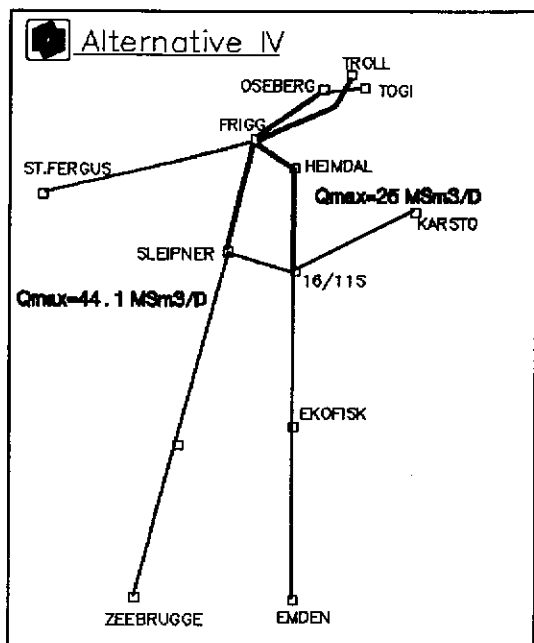 Alternative IV
TROLL
OSEBERG
TOGI
FRIGG
ST.FERGUS
HEIMDAL
Qmax=26 MSm3/D
KARSTO
SLEIPNER
16/11S
Qmax=44.1 MSm3/D
EKOFISK
ZEEBRUGGE
EMDEN